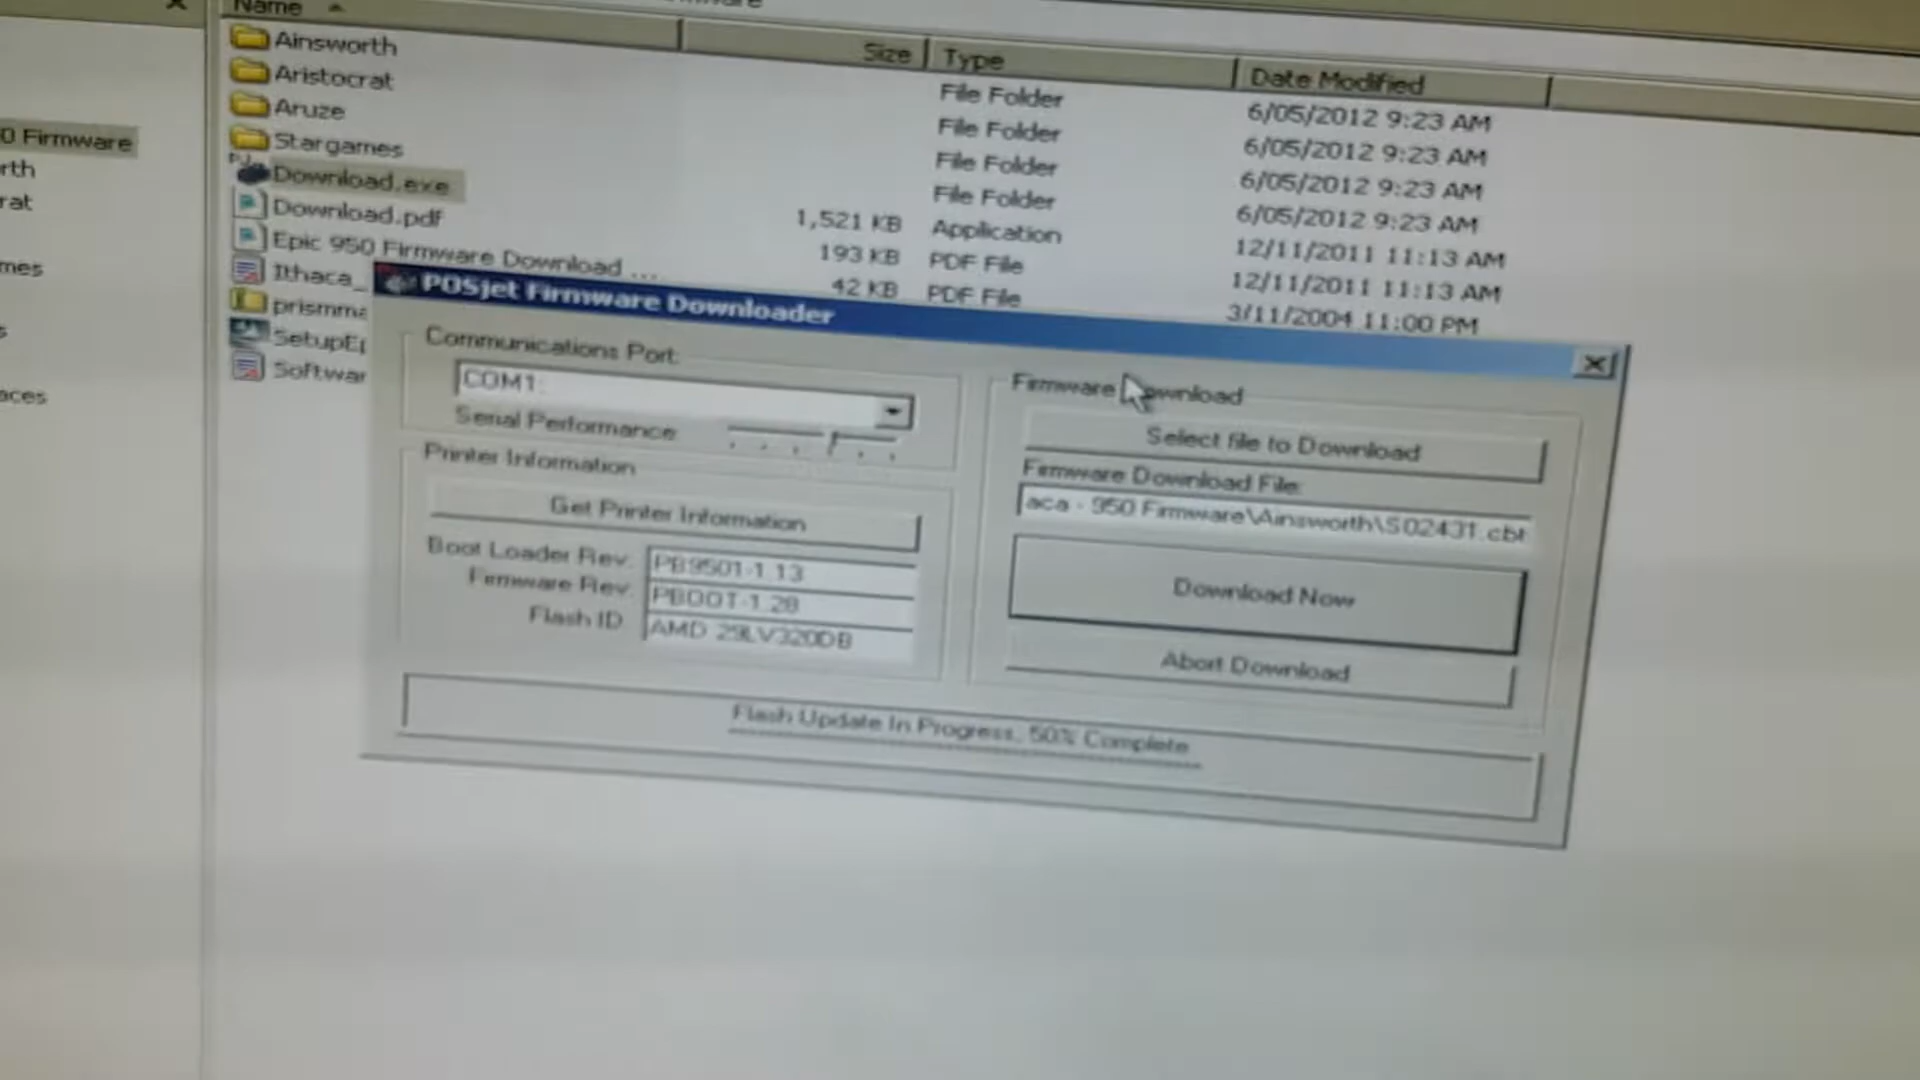 Name
Size Type Date Modified
Ainsworth File Folder 6/05/2012 9:23 AM
Aristocrat File Folder 6/05/2012 9:23 AM
Aruze File Folder 6/05/2012 9:23 AM
Stargames File Folder 6/05/2012 9:23 AM
Download.exe 1,521 KB Application 12/11/2011 11:13 AM
Download.pdf 193 KB PDF File 12/11/2011 11:13 AM
Epic 950 Firmware Download ... 42 KB PDF File 3/11/2004 11:00 PM
Ithaca_
prismma
SetupEp
Softwar
0 Firmware
rth
rat
mes
s
aces
POSjet Firmware Downloader
Communications Port:
COM1:
Serial Performance
Printer Information
Get Printer Information
Boot Loader Rev: PB9501-1.13
Firmware Rev: PBOOT-1.28
Flash ID AMD 29LV320DB
Firmware Download
Select file to Download
Firmware Download File:
aca - 950 Firmware\Ainsworth\S02431.cbt
Download Now
Abort Download
Flash Update In Progress, 50% Complete